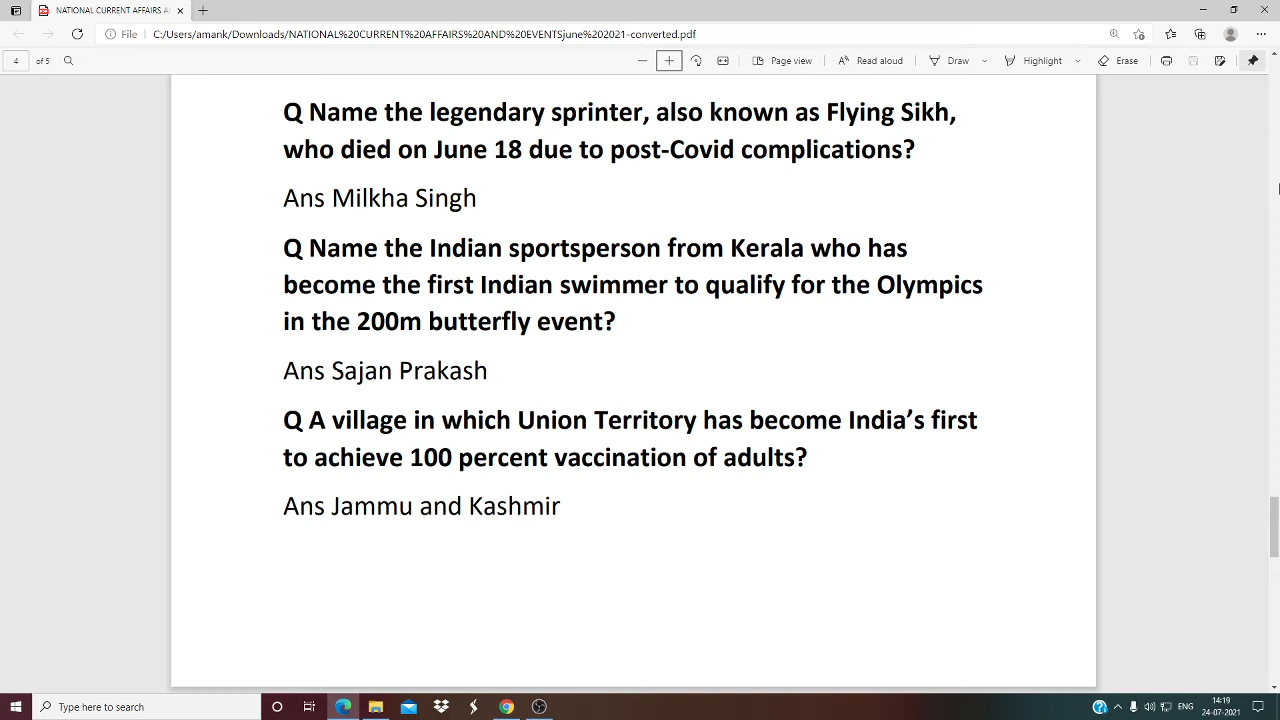 NATIONAL CURRENT AFFAIRS A
File
C:/Users/amank/Downloads/NATIONAL%20CURRENT%20AFFAIRS%20AND%20EVENTSjune%202021-converted.pdf
4 of 5
Page view
Read aloud
Draw
Highlight
Erase
Q Name the legendary sprinter, also known as Flying Sikh,
who died on June 18 due to post-Covid complications?
Ans Milkha Singh
Q Name the Indian sportsperson from Kerala who has
become the first Indian swimmer to qualify for the Olympics
in the 200m butterfly event?
Ans Sajan Prakash
Q A village in which Union Territory has become India’s first
to achieve 100 percent vaccination of adults?
Ans Jammu and Kashmir
Type here to search
ENG
14:19
24-07-2021